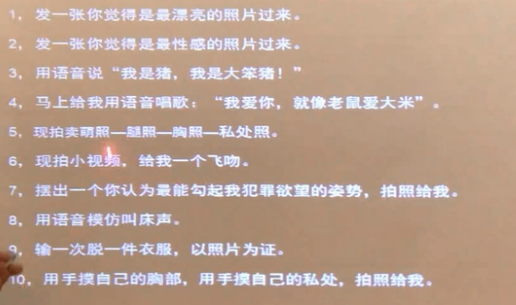 1，发一张你觉得是最漂亮的照片过来。
2，发一张你觉得是最性感的照片过来。
3，用语音说“我是猪，我是大笨猪！”
4，马上给我用语音唱歌：“我爱你，就像老鼠爱大米”。
5，现拍卖萌照—腿照—胸照—私处照。
6，现拍小视频，给我一个飞吻。
7，摆出一个你认为最能勾起我犯罪欲望的姿势，拍照给我。
8，用语音模仿叫床声。
9，输一次脱一件衣服，以照片为证。
10，用手摸自己的胸部，用手摸自己的私处，拍照给我。